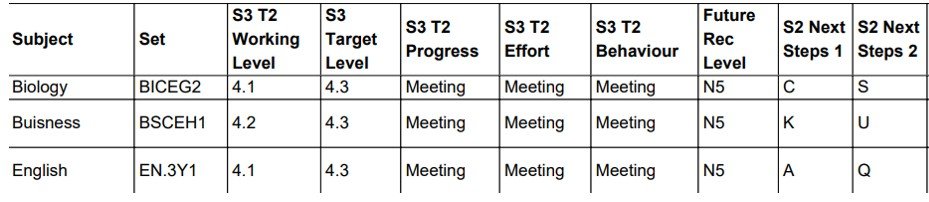 Subject Set S3 T2 Working Level S3 Target Level S3 T2 Progress S3 T2 Effort S3 T2 Behaviour Future Rec Level S2 Next Steps 1 S2 Next Steps 2
Biology BICEG2 4.1 4.3 Meeting Meeting Meeting N5 C S
Buisness BSCEH1 4.2 4.3 Meeting Meeting Meeting N5 K U
English EN.3Y1 4.1 4.3 Meeting Meeting Meeting N5 A Q